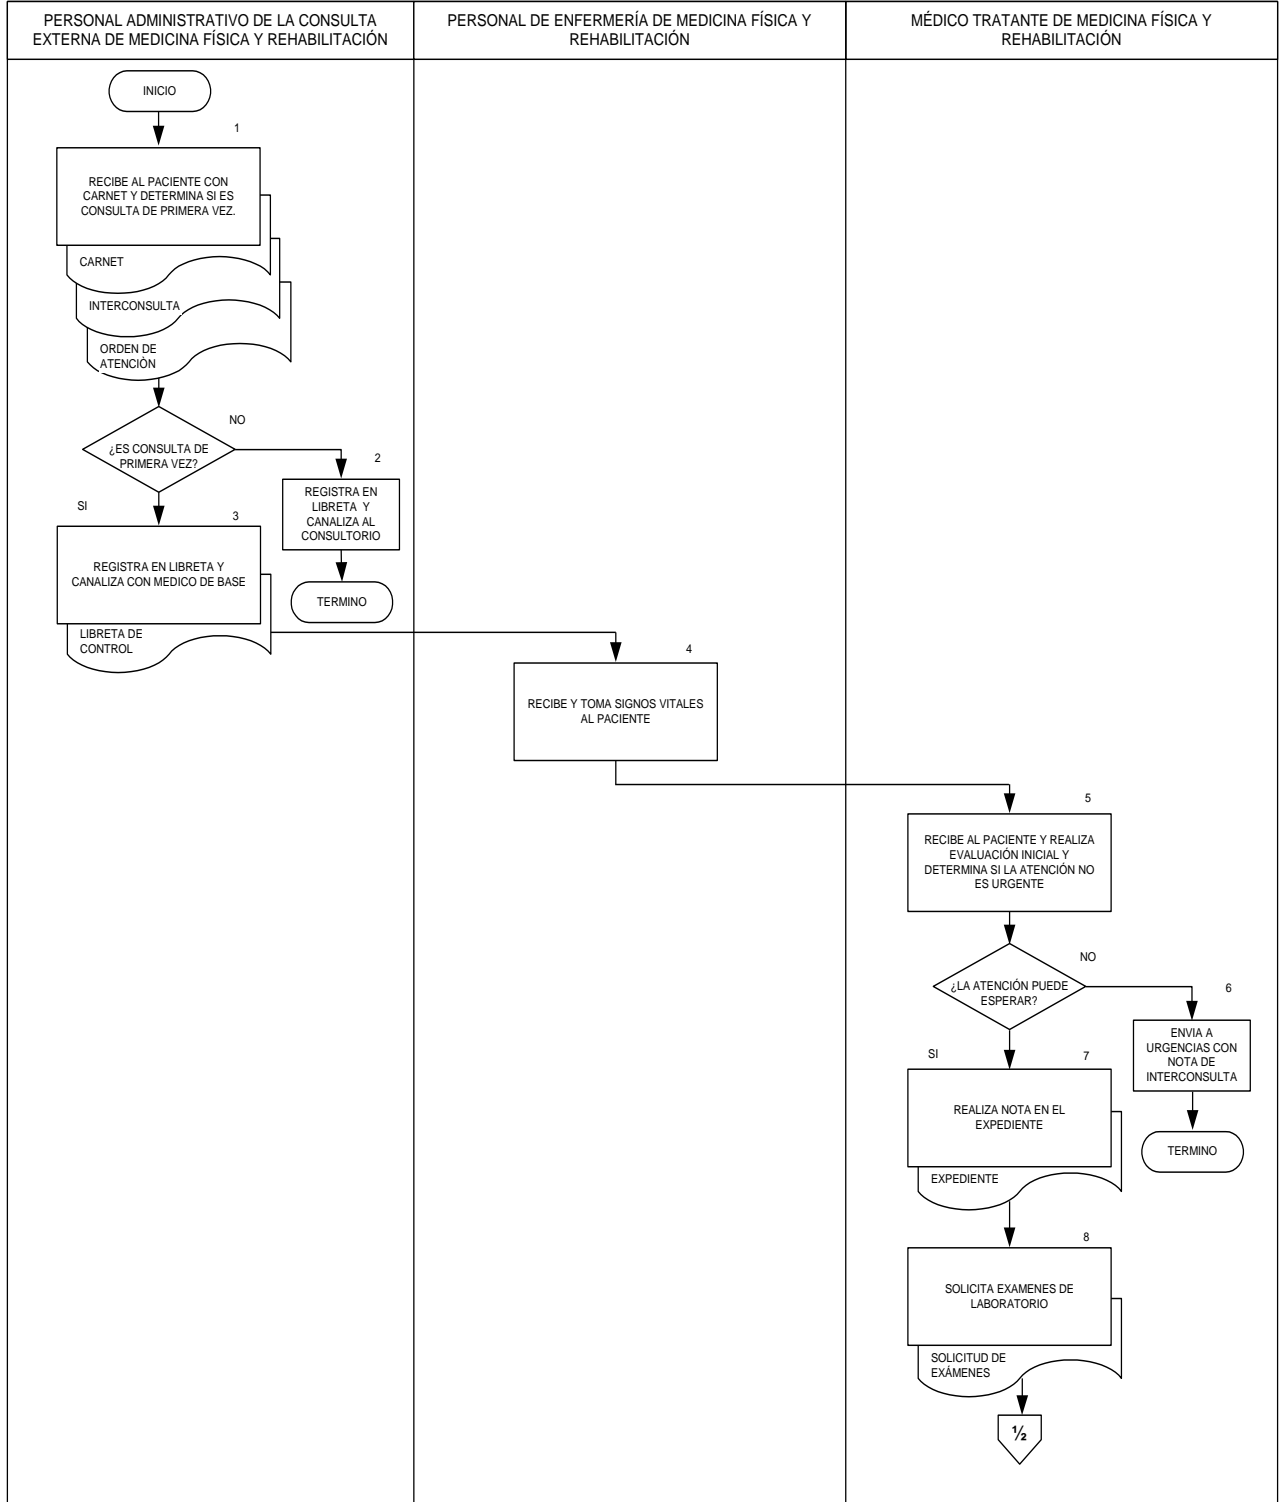 PERSONAL ADMINISTRATIVO DE LA CONSULTA
EXTERNA DE MEDICINA FÍSICA Y REHABILITACIÓN
PERSONAL DE ENFERMERÍA DE MEDICINA FÍSICA Y
REHABILITACIÓN
MÉDICO TRATANTE DE MEDICINA FÍSICA Y
REHABILITACIÓN
INICIO
1
RECIBE AL PACIENTE CON
CARNET Y DETERMINA SI ES
CONSULTA DE PRIMERA VEZ.
CARNET
INTERCONSULTA
ORDEN DE
ATENCIÒN
¿ES CONSULTA DE
PRIMERA VEZ?
NO
2
REGISTRA EN
LIBRETA Y
CANALIZA AL
CONSULTORIO
TERMINO
SI
3
REGISTRA EN LIBRETA Y
CANALIZA CON MEDICO DE BASE
LIBRETA DE
CONTROL
4
RECIBE Y TOMA SIGNOS VITALES
AL PACIENTE
5
RECIBE AL PACIENTE Y REALIZA
EVALUACIÓN INICIAL Y
DETERMINA SI LA ATENCIÓN NO
ES URGENTE
¿LA ATENCIÓN PUEDE
ESPERAR?
NO
6
ENVIA A
URGENCIAS CON
NOTA DE
INTERCONSULTA
TERMINO
SI
7
REALIZA NOTA EN EL
EXPEDIENTE
EXPEDIENTE
8
SOLICITA EXAMENES DE
LABORATORIO
SOLICITUD DE
EXÁMENES
½